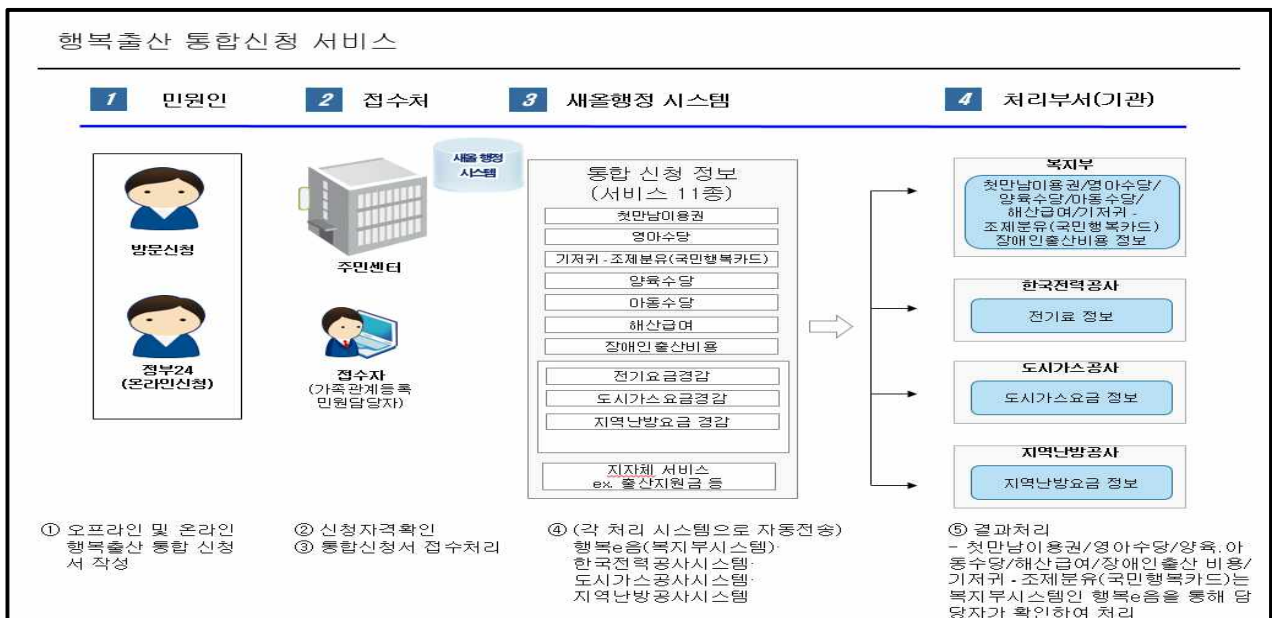 행복출산 통합신청 서비스
1 민원인
2 접수처
3 새올행정 시스템
4 처리부서(기관)
방문신청
정부24
(온라인신청)
새올 행정
시스템
주민센터
접수자
(가족관계등록
민원담당자)
통합 신청 정보
(서비스 11종)
첫만남이용권
영아수당
기저귀 - 조제분유(국민행복카드)
양육수당
아동수당
해산급여
장애인출산비용
전기요금경감
도시가스요금경감
지역난방요금 경감
지자체 서비스
ex. 출산지원금 등
복지부
첫만남이용권/영아수당/
양육수당/아동수당/
해산급여/기저귀 -
조제분유(국민행복카드)
장애인출산비용 정보
한국전력공사
전기료 정보
도시가스공사
도시가스요금 정보
지역난방공사
지역난방요금 정보
① 오프라인 및 온라인
행복출산 통합 신청
서 작성
② 신청자격확인
③ 통합신청서 접수처리
④ (각 처리 시스템으로 자동전송)
행복e음(복지부시스템)·
한국전력공사시스템·
도시가스공사시스템·
지역난방공사시스템
⑤ 결과처리
- 첫만남이용권/영아수당/양육.아
동수당/해산급여/장애인출산 비용/
기저귀 - 조제분유(국민행복카드)는
복지부시스템인 행복e음을 통해 담
당자가 확인하여 처리